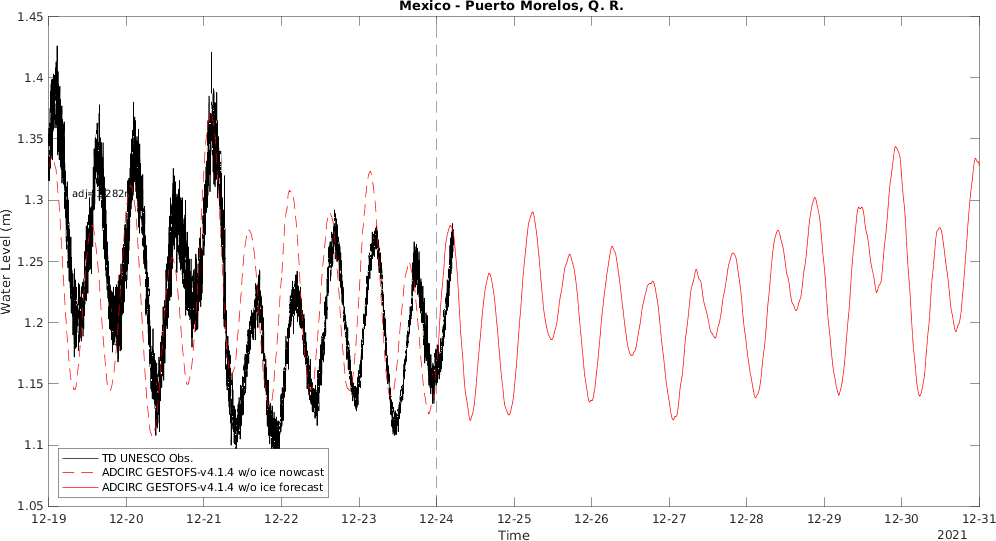 Mexico - Puerto Morelos, Q. R.
1.45
1.4
1.35
1.3
1.25
1.2
1.15
1.1
1.05
Water Level (m)
TD UNESCO Obs.
ADCIRC GESTOFS-v4.1.4 w/o ice nowcast
ADCIRC GESTOFS-v4.1.4 w/o ice forecast
12-19 12-20 12-21 12-22 12-23 12-24 12-25 12-26 12-27 12-28 12-29 12-30 12-31
Time
2021